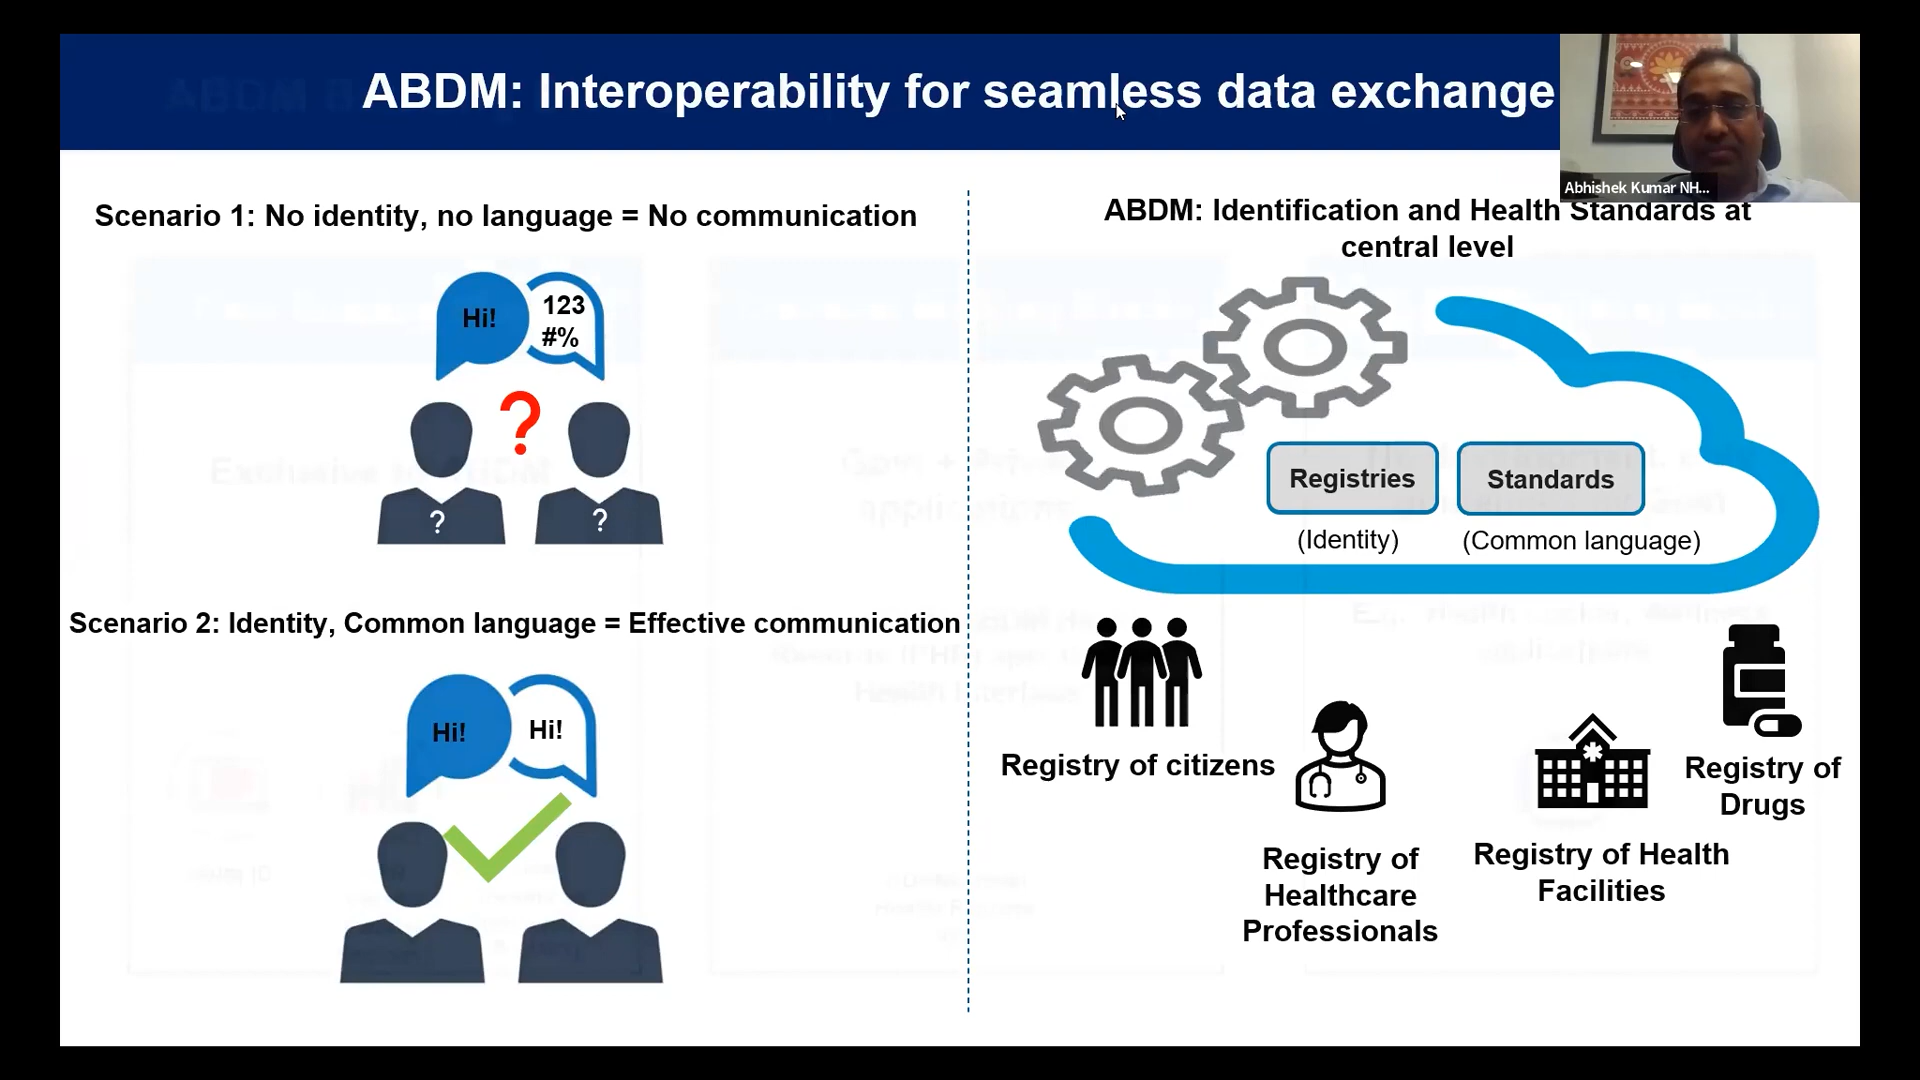 ABDM: Interoperability for seamless data exchange
Abhishek Kumar NH...
Scenario 1: No identity, no language = No communication
Hi!
123
#%
?
?
?
Scenario 2: Identity, Common language = Effective communication
Hi!
Hi!
ABDM: Identification and Health Standards at
central level
Registries
Standards
(Identity)
(Common language)
Registry of citizens
Registry of
Healthcare
Professionals
Registry of Health
Facilities
Registry of
Drugs